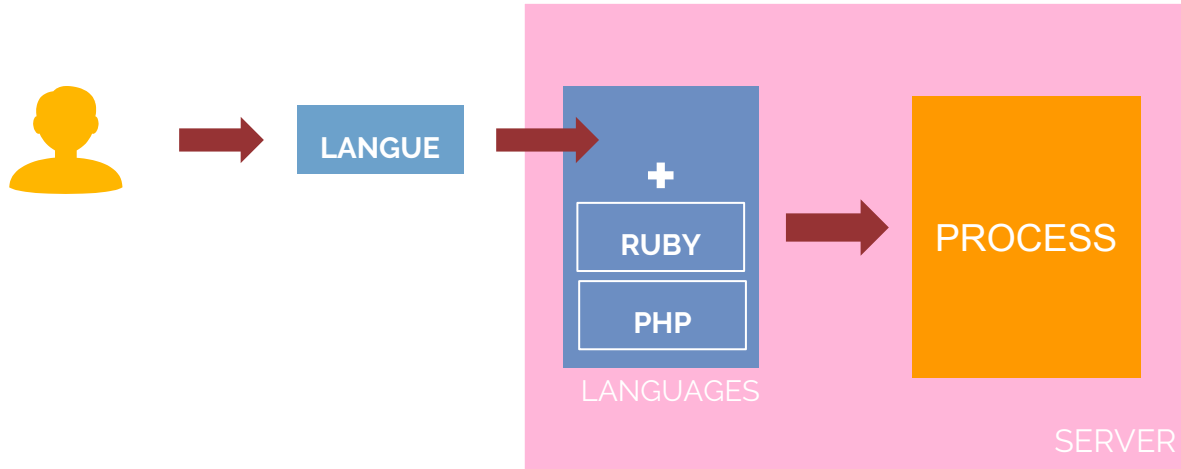 LANGUE
+
RUBY
PHP
LANGUAGES
PROCESS
SERVER